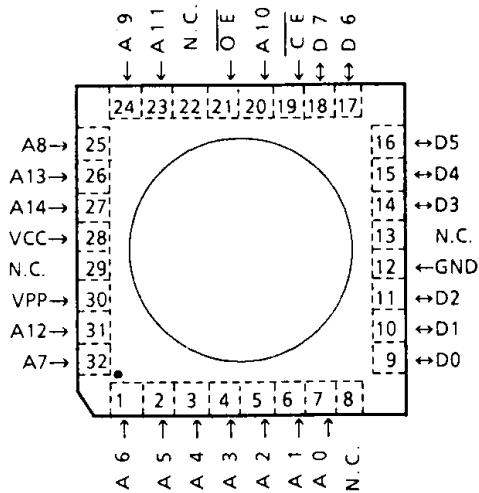 A9 A11 N.C. O̅E̅ A10 C̅E̅ D7 D6
24 23 22 21 20 19 18 17
A8→ 25 16 ↔D5
A13→ 26 15 ↔D4
A14→ 27 14 ↔D3
VCC→ 28 13 N.C.
N.C. 29 12 ←GND
VPP→ 30 11 ↔D2
A12→ 31 10 ↔D1
A7→ 32 9 ↔D0
1 2 3 4 5 6 7 8
A6 A5 A4 A3 A2 A1 A0 N.C.